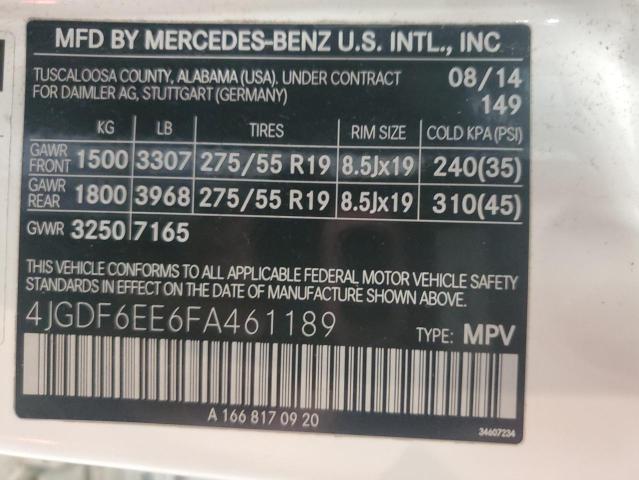 MFD BY MERCEDES-BENZ U.S. INTL., INC
TUSCALOOSA COUNTY, ALABAMA (USA), UNDER CONTRACT 08/14
FOR DAIMLER AG, STUTTGART (GERMANY) 149
KG LB TIRES RIM SIZE COLD KPA (PSI)
GAWR FRONT 1500 3307 275/55 R19 8.5Jx19 240(35)
GAWR REAR 1800 3968 275/55 R19 8.5Jx19 310(45)
GWR 3250 7165
THIS VEHICLE CONFORMS TO ALL APPLICABLE FEDERAL MOTOR VEHICLE SAFETY
STANDARDS IN EFFECT ON THE DATE OF MANUFACTURE SHOWN ABOVE.
4JGDF6EE6FA461189 TYPE: MPV
A 166 817 09 20
34607234